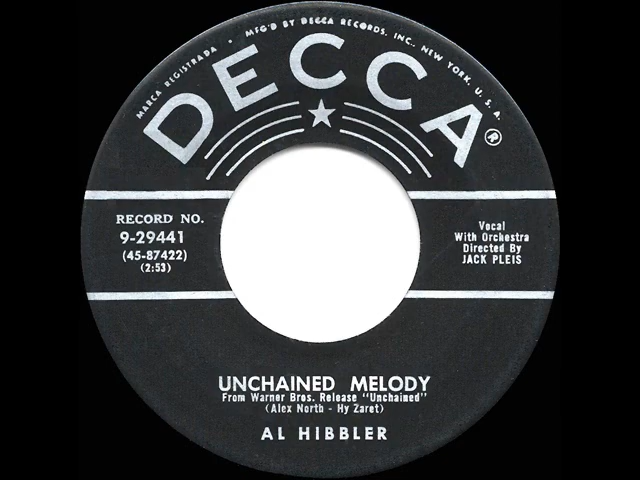 MARCA REGISTRADA • MFG'D BY DECCA RECORDS, INC., NEW YORK, U. S. A.
DECCA®
RECORD NO.
9-29441
(45-87422)
(2:53)
Vocal
With Orchestra
Directed By
JACK PLEIS
UNCHAINED MELODY
From Warner Bros. Release "Unchained"
(Alex North - Hy Zaret)
AL HIBBLER